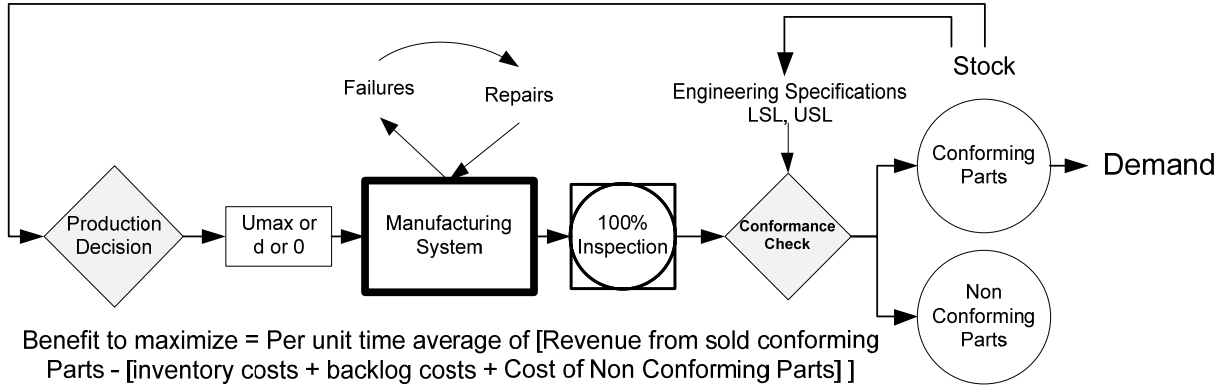 Stock
Failures
Repairs
Engineering Specifications
LSL, USL
Production
Decision
Umax or
d or 0
Manufacturing
System
100%
Inspection
Conformance
Check
Conforming
Parts
Demand
Non
Conforming
Parts
Benefit to maximize = Per unit time average of [Revenue from sold conforming
Parts - [inventory costs + backlog costs + Cost of Non Conforming Parts] ]